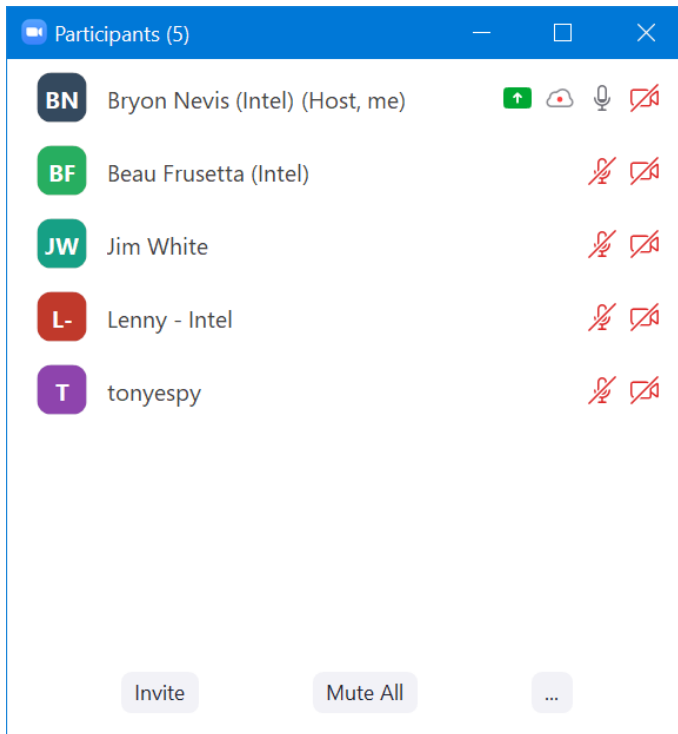 Participants (5)
BN Bryon Nevis (Intel) (Host, me)
BF Beau Frusetta (Intel)
JW Jim White
L- Lenny - Intel
T tonyespy
Invite Mute All ...